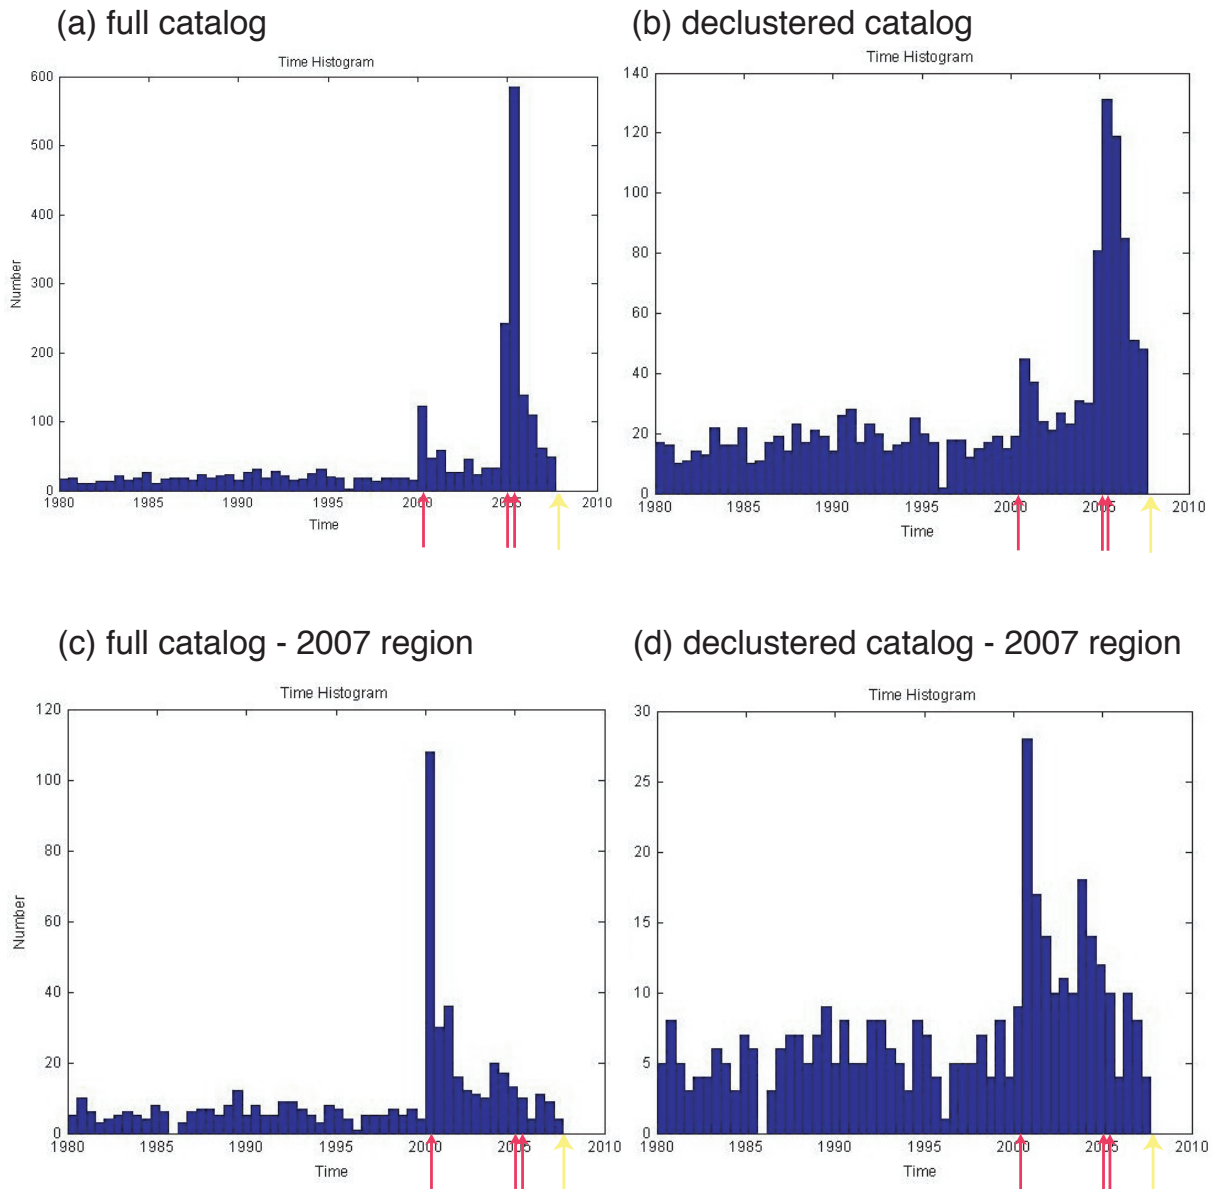 (a) full catalog
Time Histogram
600
500
400
300
200
100
0
Number
1980 1985 1990 1995 2000 2005 2010
Time
(b) declustered catalog
Time Histogram
140
120
100
80
60
40
20
0
1980 1985 1990 1995 2000 2005 2010
Time
(c) full catalog - 2007 region
Time Histogram
120
100
80
60
40
20
0
Number
1980 1985 1990 1995 2000 2005 2010
Time
(d) declustered catalog - 2007 region
Time Histogram
30
25
20
15
10
5
0
1980 1985 1990 1995 2000 2005 2010
Time